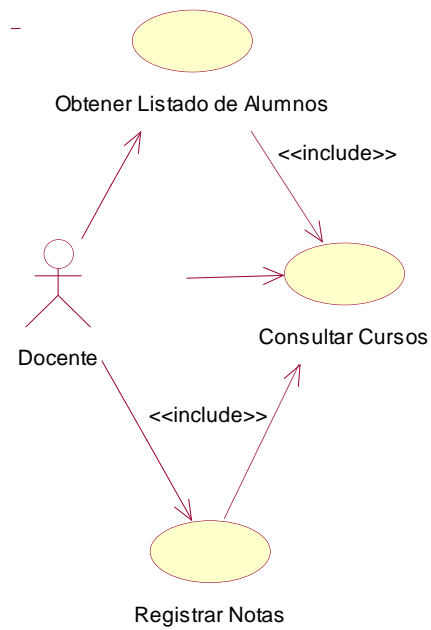 Obtener Listado de Alumnos
<<include>>
Consultar Cursos
Docente
<<include>>
Registrar Notas